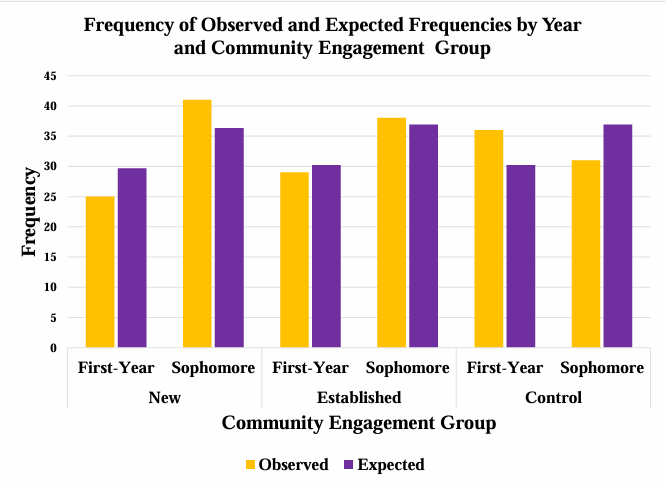 Frequency of Observed and Expected Frequencies by Year
and Community Engagement Group
45
40
35
30
25
20
15
10
5
0
Frequency
First-Year Sophomore First-Year Sophomore First-Year Sophomore
New Established Control
Community Engagement Group
Observed Expected